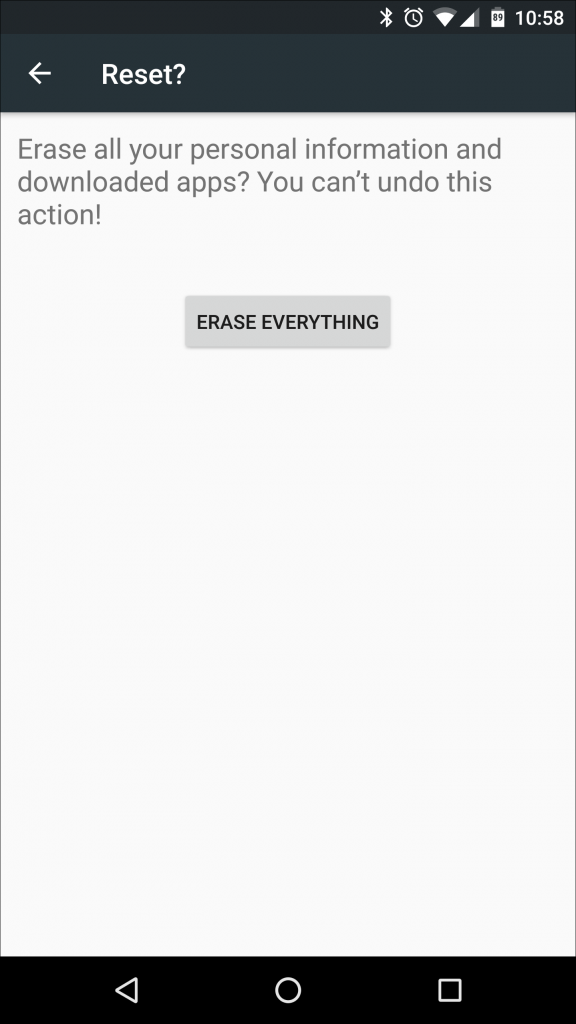 89 10:58
Reset?
Erase all your personal information and
downloaded apps? You can’t undo this
action!
ERASE EVERYTHING